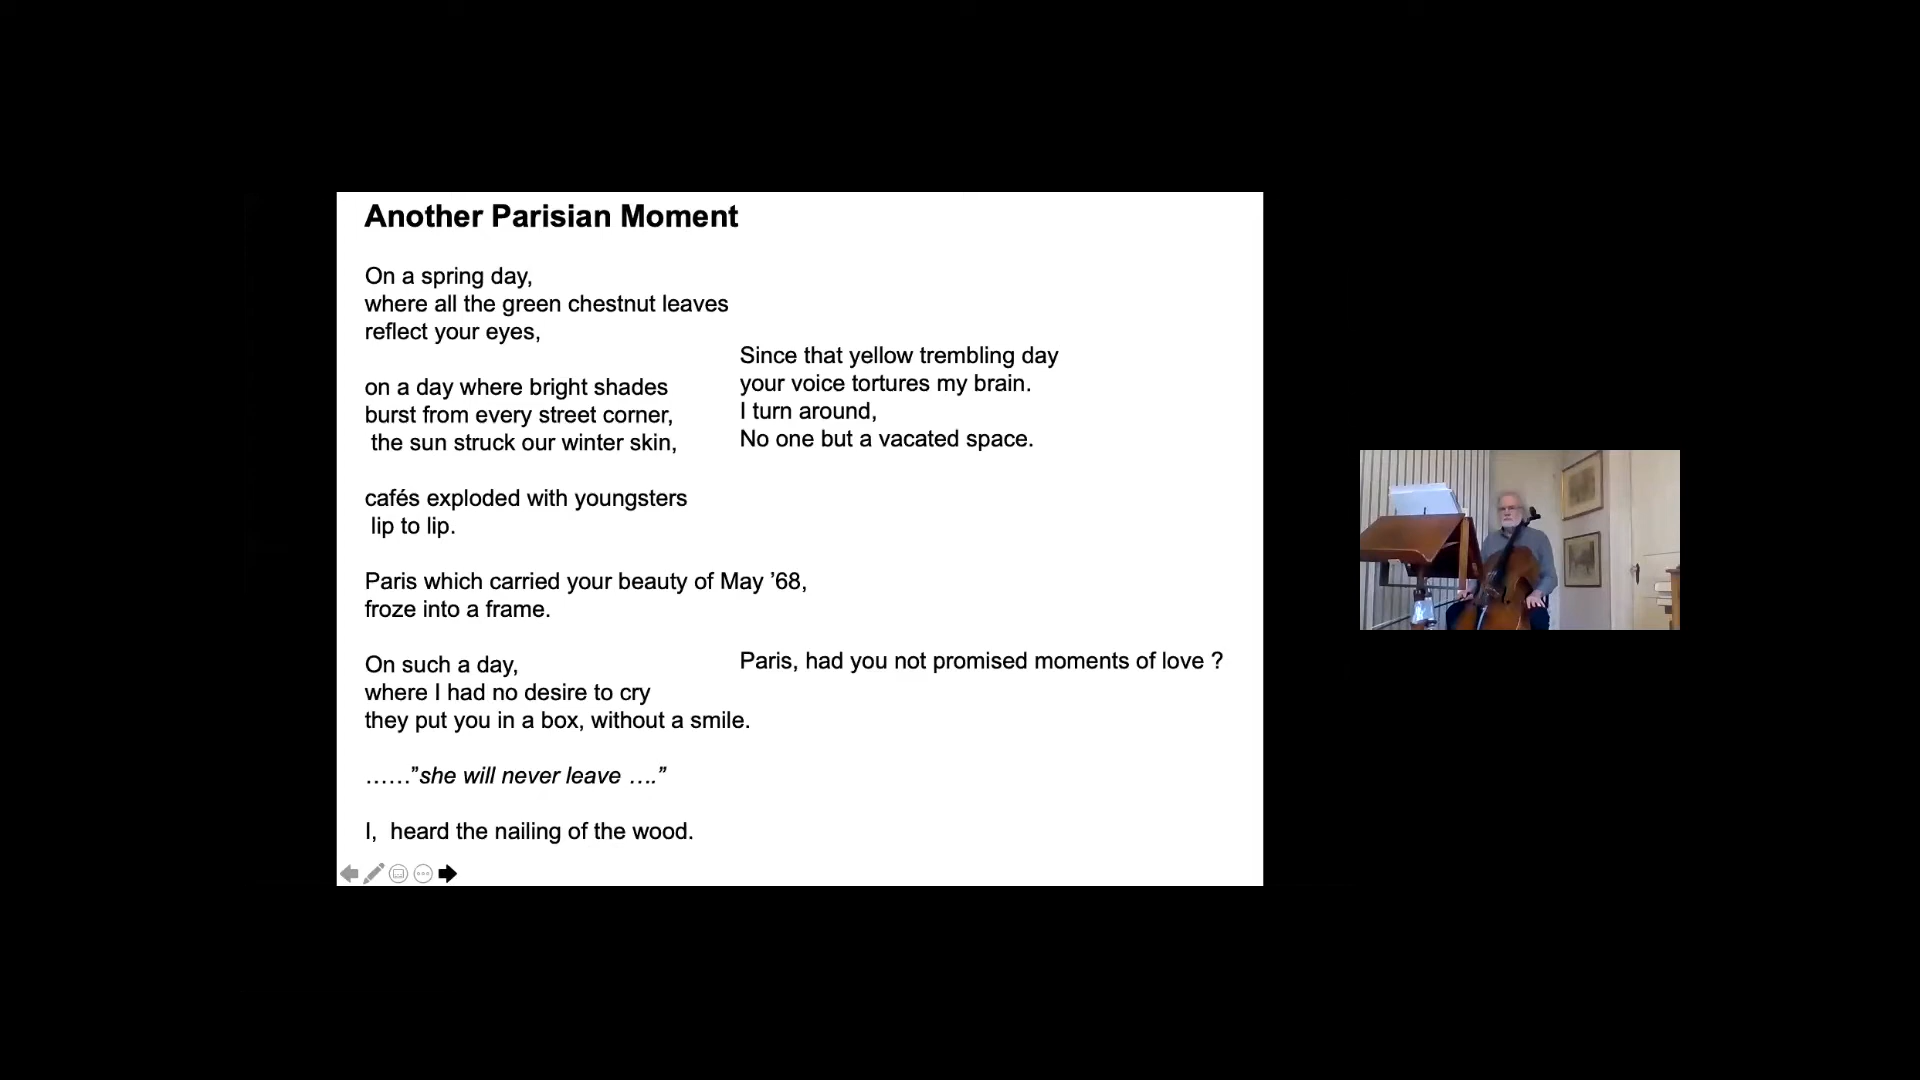 Another Parisian Moment
On a spring day,
where all the green chestnut leaves
reflect your eyes,
on a day where bright shades
burst from every street corner,
the sun struck our winter skin,
cafés exploded with youngsters
lip to lip.
Paris which carried your beauty of May ’68,
froze into a frame.
On such a day,
where I had no desire to cry
they put you in a box, without a smile.
……”she will never leave ….”
I,  heard the nailing of the wood.
Since that yellow trembling day
your voice tortures my brain.
I turn around,
No one but a vacated space.
Paris, had you not promised moments of love ?